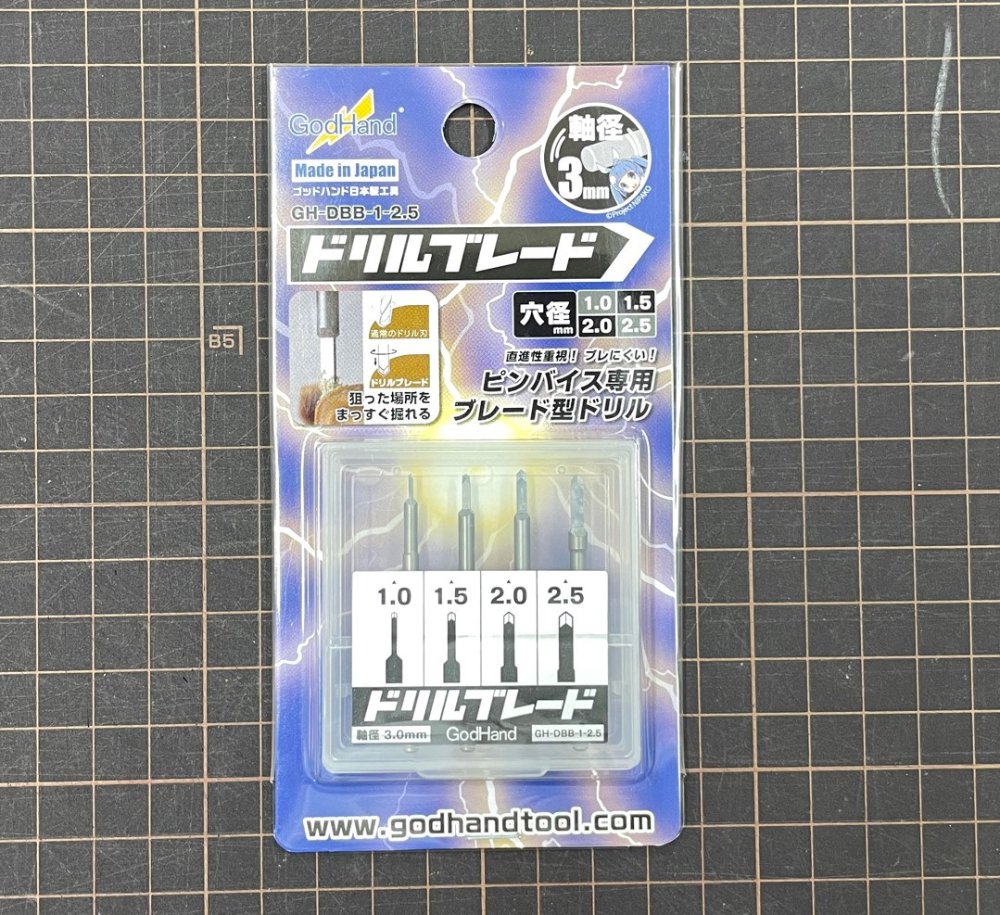 GodHand
軸径
3mm
©Project NIPAKO
Made in Japan
ゴッドハンド日本製工具
GH-DBB-1-2.5
ドリルブレード
通常のドリル刃
ドリルブレード
狙った場所を
まっすぐ掘れる
穴径 mm
1.0 1.5
2.0 2.5
直進性重視！ブレにくい！
ピンバイス専用
ブレード型ドリル
B5
1.0 1.5 2.0 2.5
ドリルブレード
軸径 3.0mm GodHand GH-DBB-1-2.5
www.godhandtool.com